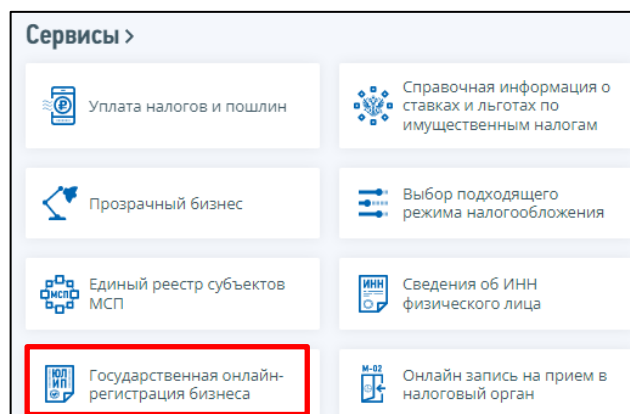 Сервисы >
Уплата налогов и пошлин
Справочная информация о
ставках и льготах по
имущественным налогам
Прозрачный бизнес
Выбор подходящего
режима налогообложения
МСП
Единый реестр субъектов
МСП
ИНН
Сведения об ИНН
физического лица
ЮЛ
ИП
Государственная онлайн-
регистрация бизнеса
М-02
Онлайн запись на прием в
налоговый орган